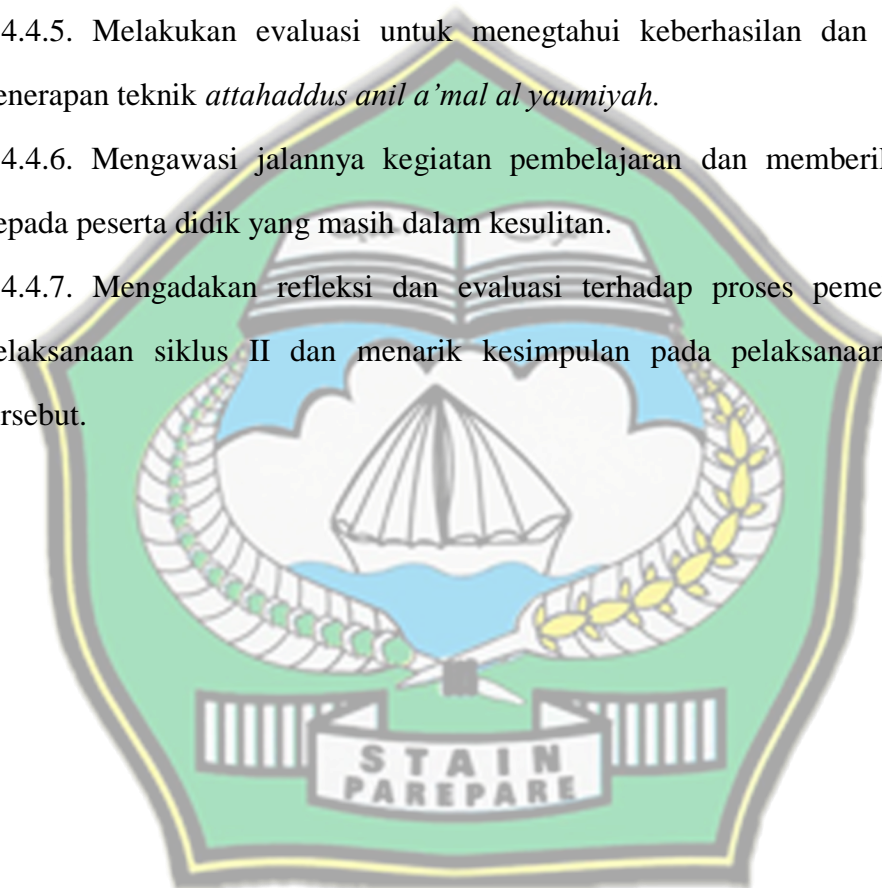 4.4.5. Melakukan evaluasi untuk menegtahui keberhasilan dan
enerapan teknik attahaddus anil a’mal al yaumiyah.
4.4.6. Mengawasi jalannya kegiatan pembelajaran dan memberi
epada peserta didik yang masih dalam kesulitan.
4.4.7. Mengadakan refleksi dan evaluasi terhadap proses peme
elaksanaan siklus II dan menarik kesimpulan pada pelaksanaan
rsebut.
STAIN
PAREPARE